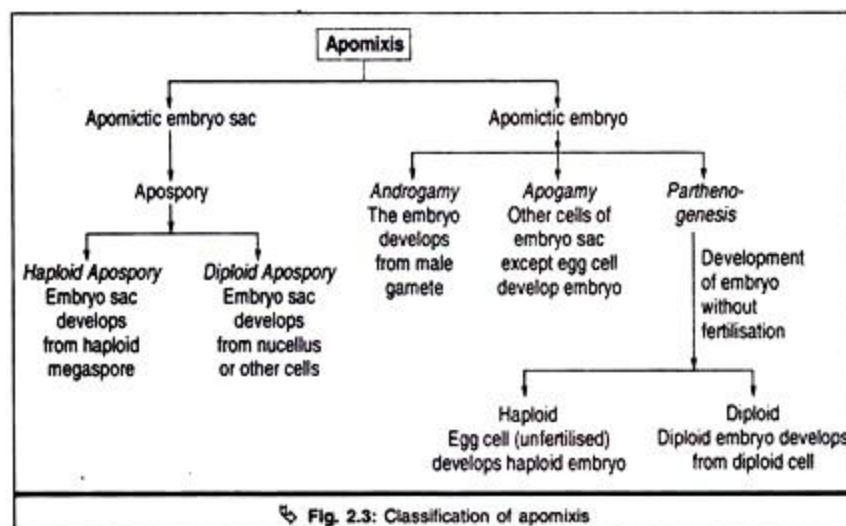 Apomixis
Apomictic embryo sac
Apospory
Haploid Apospory
Embryo sac
develops
from haploid
megaspore
Diploid Apospory
Embryo sac
develops
from nucellus
or other cells
Apomictic embryo
Androgamy
The embryo
develops
from male
gamete
Apogamy
Other cells of
embryo sac
except egg cell
develop embryo
Partheno-
genesis
Development
of embryo
without
fertilisation
Haploid
Egg cell (unfertilised)
develops haploid embryo
Diploid
Diploid embryo develops
from diploid cell
Fig. 2.3: Classification of apomixis